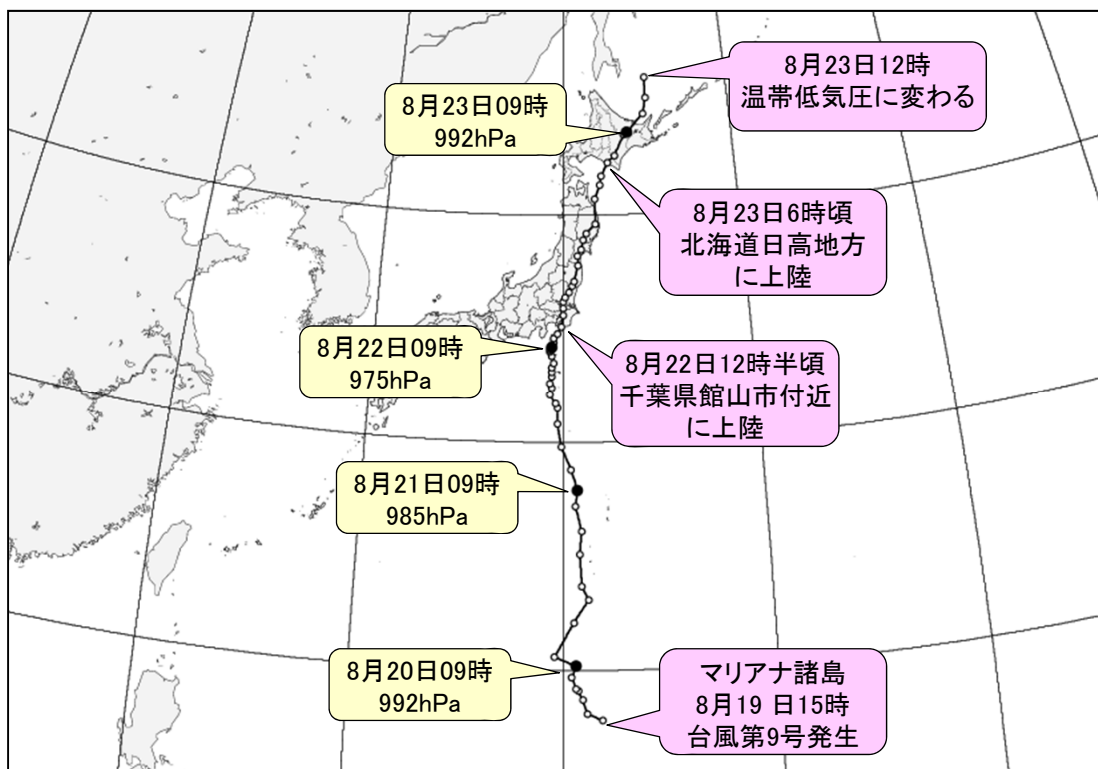 8月23日12時
温帯低気圧に変わる
8月23日09時
992hPa
8月23日6時頃
北海道日高地方
に上陸
8月22日09時
975hPa
8月22日12時半頃
千葉県館山市付近
に上陸
8月21日09時
985hPa
8月20日09時
992hPa
マリアナ諸島
8月19 日15時
台風第9号発生